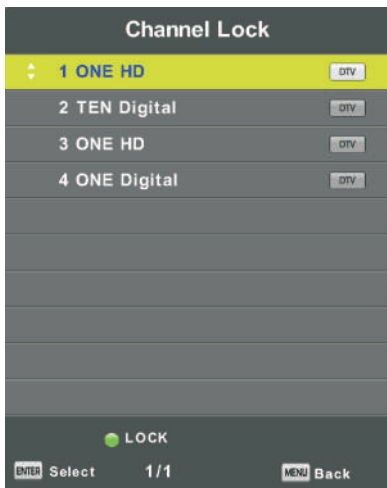 Channel Lock
1 ONE HD DTV
2 TEN Digital DTV
3 ONE HD DTV
4 ONE Digital DTV
LOCK
ENTER Select 1/1 MENU Back